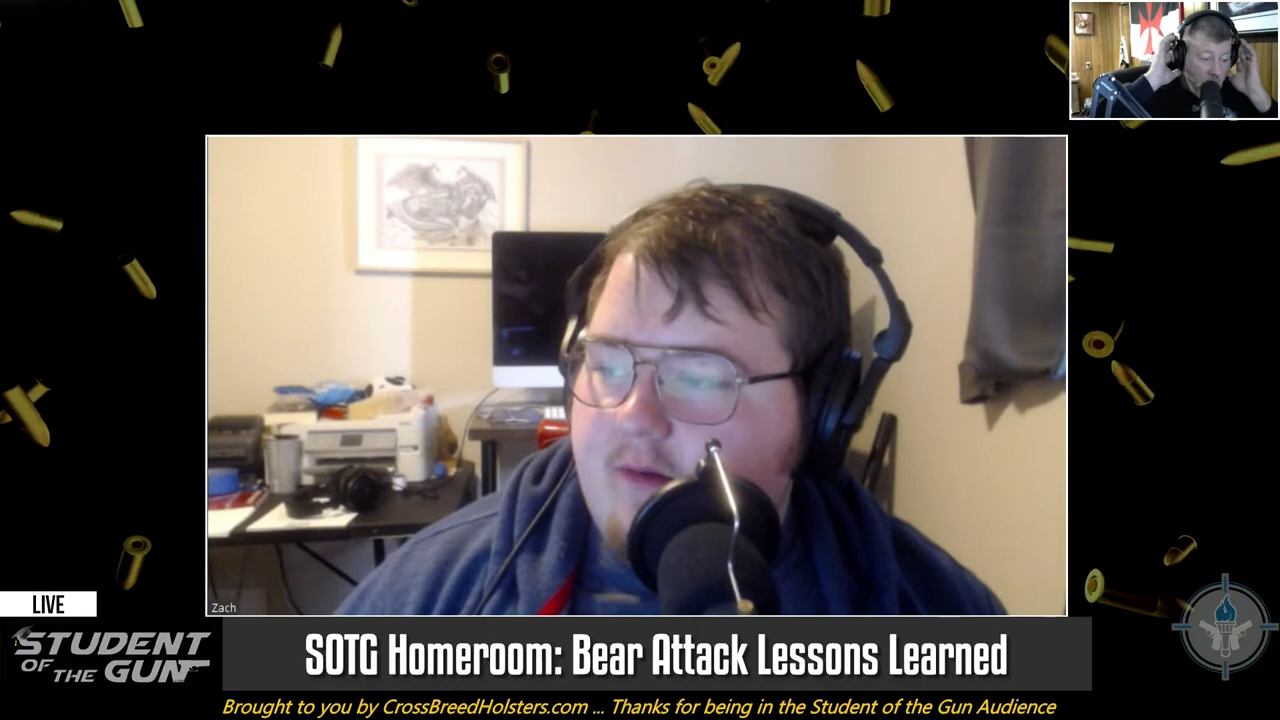 Zach
LIVE
STUDENT
OF THE GUN
SOTG Homeroom: Bear Attack Lessons Learned
Brought to you by CrossBreedHolsters.com ... Thanks for being in the Student of the Gun Audience